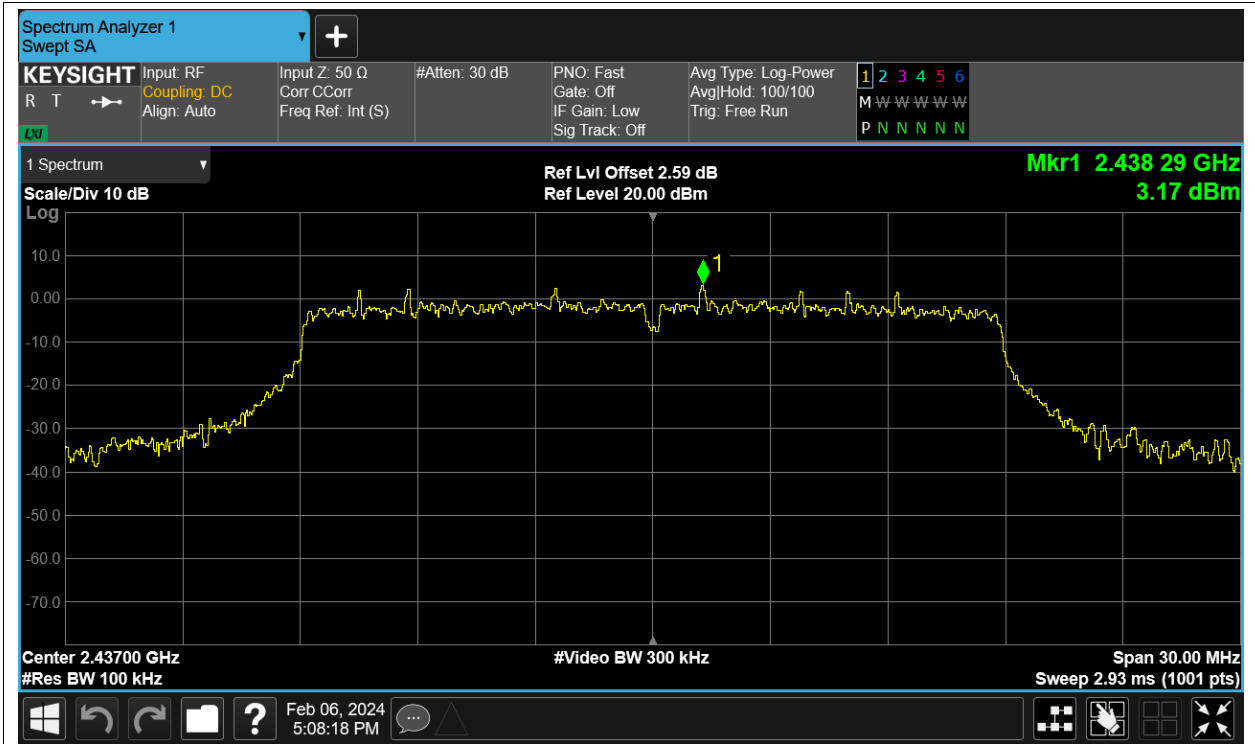 Spectrum Analyzer 1
Swept SA
+
KEYSIGHT
R T
LXI
Input: RF
Coupling: DC
Align: Auto
Input Z: 50 Ω
Corr CCorr
Freq Ref: Int (S)
#Atten: 30 dB
PNO: Fast
Gate: Off
IF Gain: Low
Sig Track: Off
Avg Type: Log-Power
Avg|Hold: 100/100
Trig: Free Run
1 2 3 4 5 6
M W W W W W
P N N N N N
1 Spectrum
Scale/Div 10 dB
Log
Ref Lvl Offset 2.59 dB
Ref Level 20.00 dBm
Mkr1 2.438 29 GHz
3.17 dBm
1
10.0
0.00
-10.0
-20.0
-30.0
-40.0
-50.0
-60.0
-70.0
Center 2.43700 GHz
#Res BW 100 kHz
#Video BW 300 kHz
Span 30.00 MHz
Sweep 2.93 ms (1001 pts)
?
Feb 06, 2024
5:08:18 PM